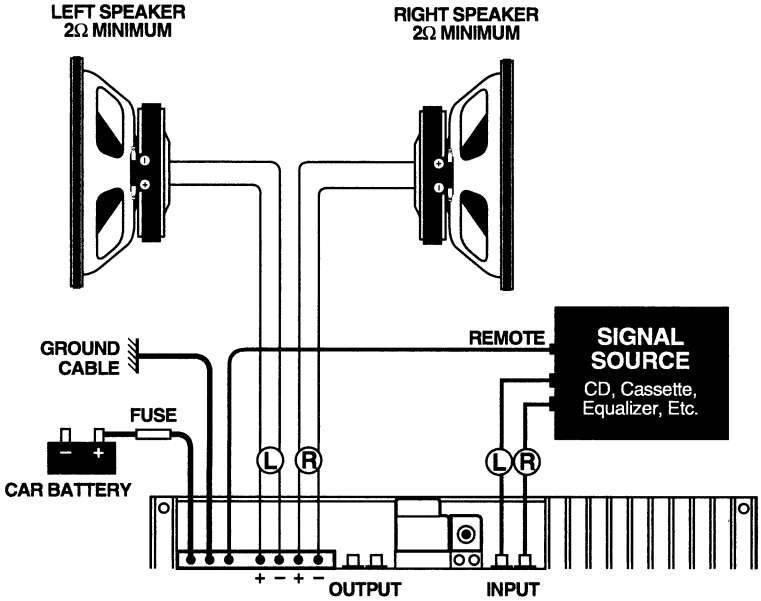 LEFT SPEAKER
2Ω MINIMUM
RIGHT SPEAKER
2Ω MINIMUM
−
+
+
−
GROUND
CABLE
REMOTE
SIGNAL
SOURCE
CD, Cassette,
Equalizer, Etc.
FUSE
− +
CAR BATTERY
L R
L R
+ − + −
OUTPUT
INPUT